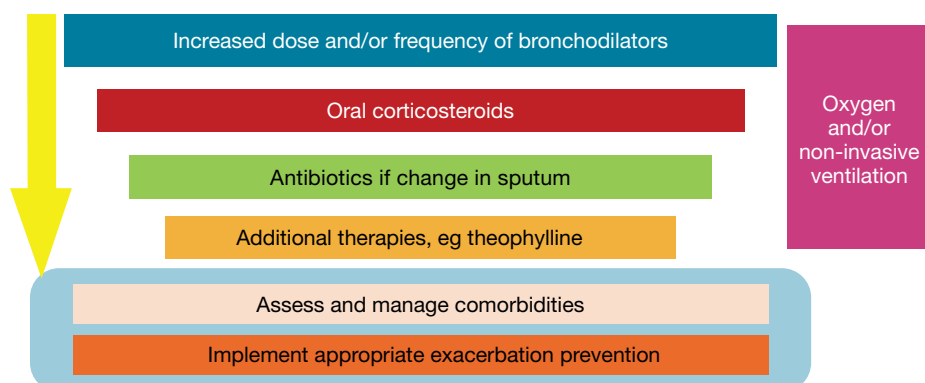 Increased dose and/or frequency of bronchodilators
Oral corticosteroids
Antibiotics if change in sputum
Additional therapies, eg theophylline
Assess and manage comorbidities
Implement appropriate exacerbation prevention
Oxygen
and/or
non-invasive
ventilation